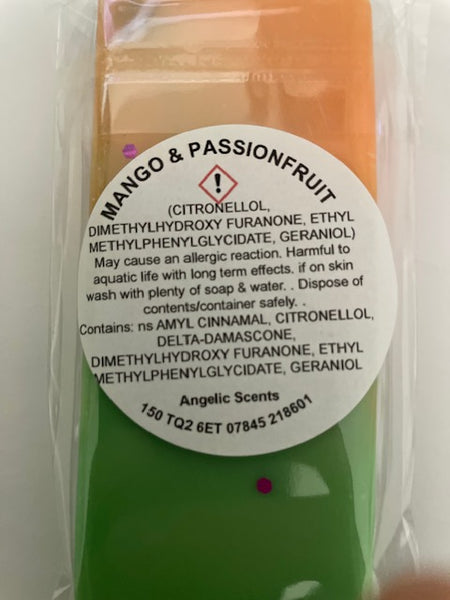 MANGO & PASSIONFRUIT
!
(CITRONELLOL,
DIMETHYLHYDROXY FURANONE, ETHYL
METHYLPHENYLGLYCIDATE, GERANIOL)
May cause an allergic reaction. Harmful to
aquatic life with long term effects. if on skin
wash with plenty of soap & water. . Dispose of
contents/container safely. .
Contains: ns AMYL CINNAMAL, CITRONELLOL,
DELTA-DAMASCONE,
DIMETHYLHYDROXY FURANONE, ETHYL
METHYLPHENYLGLYCIDATE, GERANIOL
Angelic Scents
150 TQ2 6ET 07845 218601